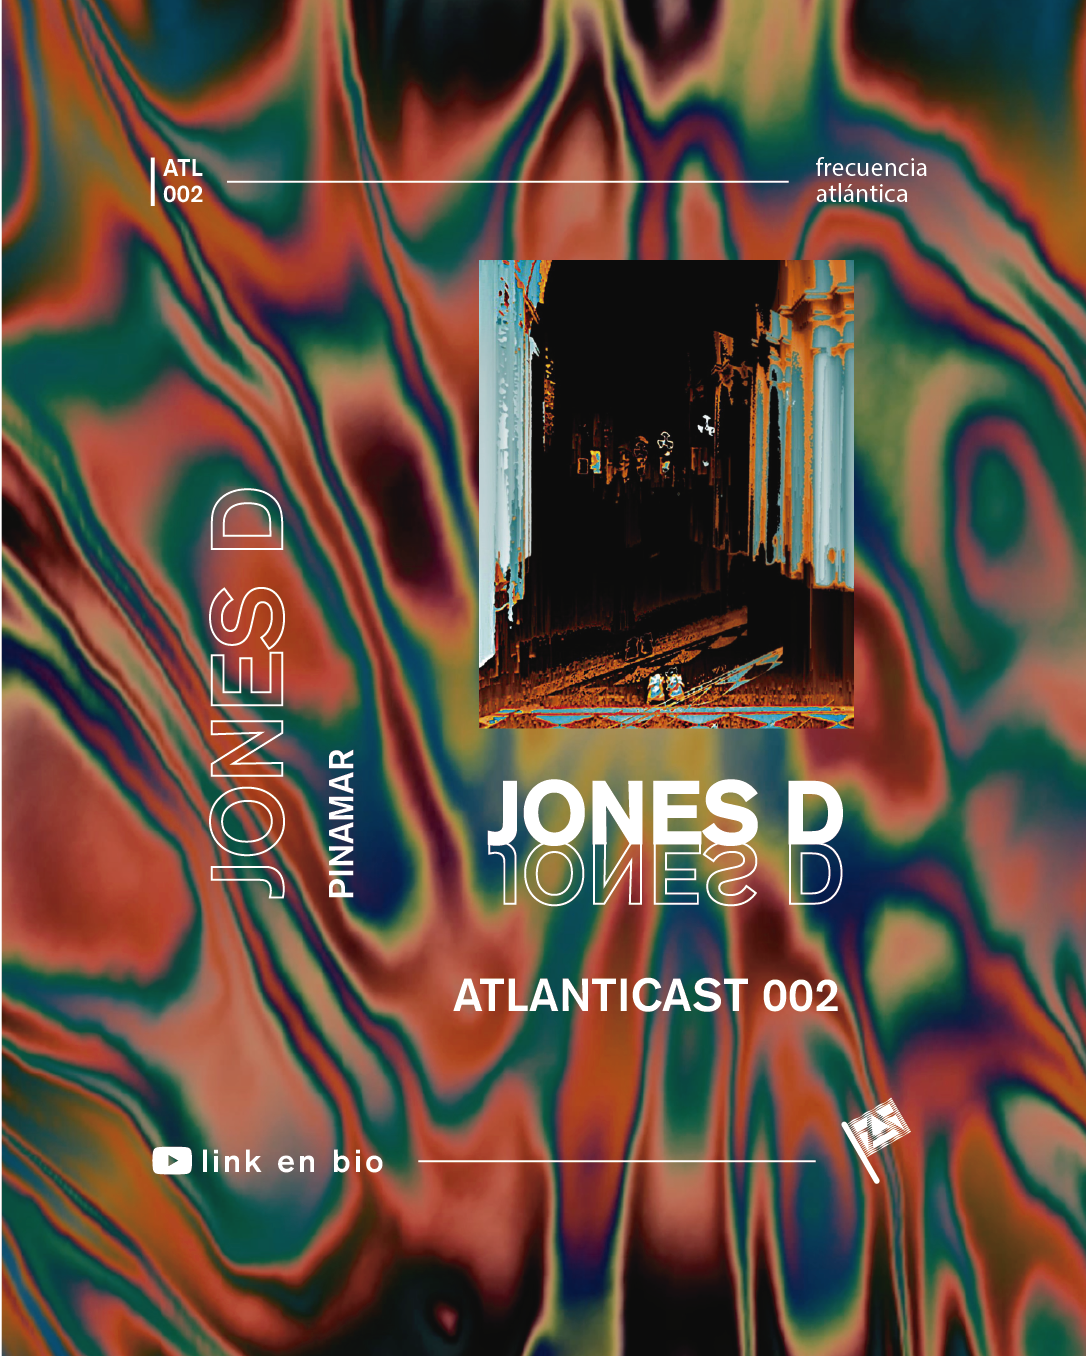 ATL
002
frecuencia
atlántica
JONES D
PINAMAR
JONES D
JONES D
ATLANTICAST 002
link en bio